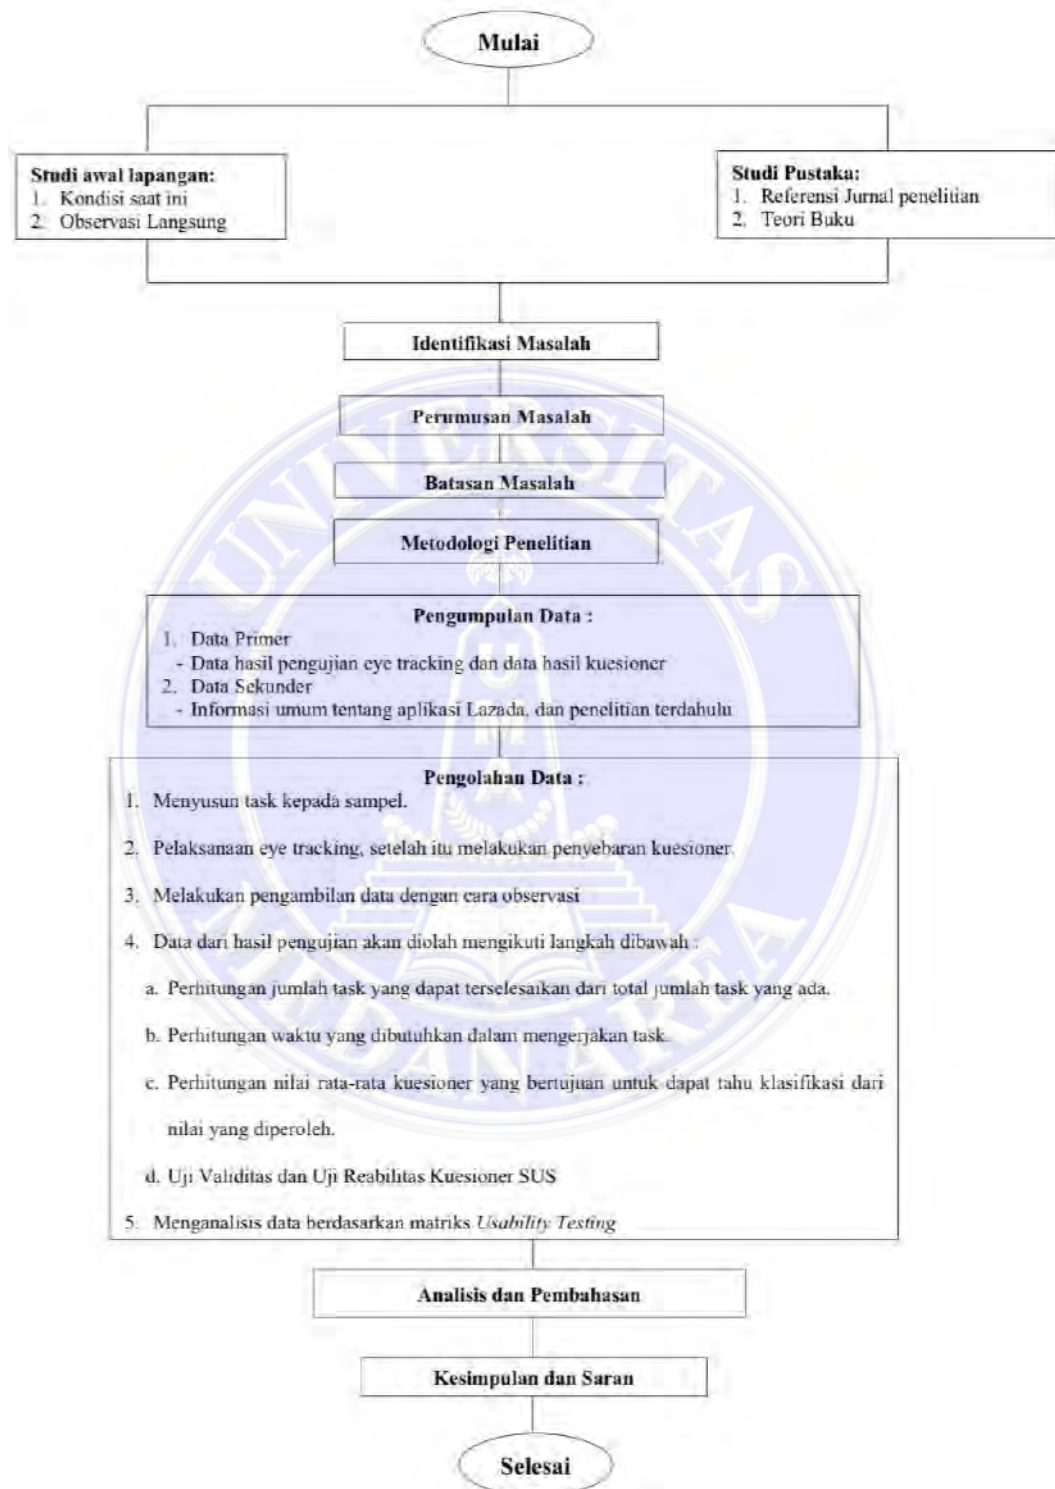 Mulai
Studi awal lapangan:
1. Kondisi saat ini
2. Observasi Langsung
Studi Pustaka:
1. Referensi Jurnal penelitian
2. Teori Buku
Identifikasi Masalah
Perumusan Masalah
Batasan Masalah
Metodologi Penelitian
Pengumpulan Data :
1. Data Primer
- Data hasil pengujian eye tracking dan data hasil kuesioner
2. Data Sekunder
- Informasi umum tentang aplikasi Lazada, dan penelitian terdahulu
Pengolahan Data :
1. Menyusun task kepada sampel.
2. Pelaksanaan eye tracking, setelah itu melakukan penyebaran kuesioner.
3. Melakukan pengambilan data dengan cara observasi
4. Data dari hasil pengujian akan diolah mengikuti langkah dibawah :
a. Perhitungan jumlah task yang dapat terselesaikan dari total jumlah task yang ada.
b. Perhitungan waktu yang dibutuhkan dalam mengerjakan task.
c. Perhitungan nilai rata-rata kuesioner yang bertujuan untuk dapat tahu klasifikasi dari
nilai yang diperoleh.
d. Uji Validitas dan Uji Reabilitas Kuesioner SUS
5. Menganalisis data berdasarkan matriks Usability Testing
Analisis dan Pembahasan
Kesimpulan dan Saran
Selesai
UNIVERSITAS
MEDAN AREA
UMA